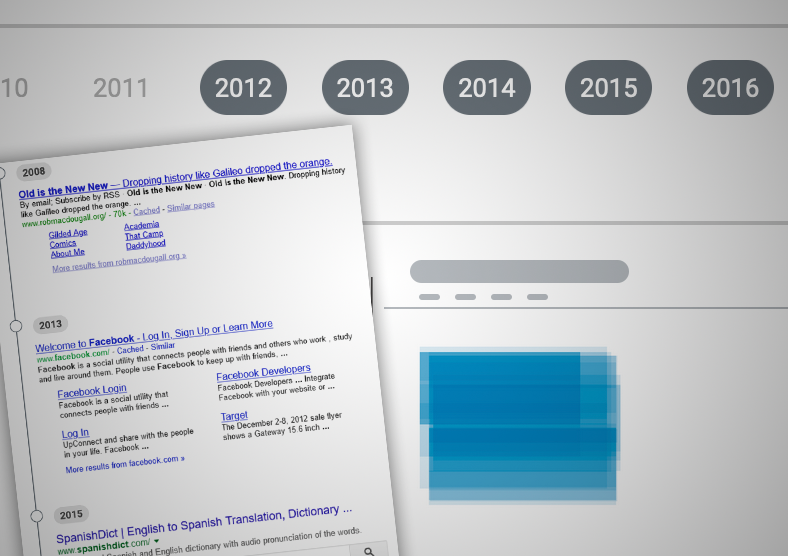 10 2011 2012 2013 2014 2015 2016
2008
Old is the New New — Dropping history like Galileo dropped the orange.
By email; Subscribe by RSS · Old is the New New · Old is the New New. Dropping history
like Galileo dropped the orange. ...
www.robmacdougall.org/ - 70k - Cached - Similar pages
Gilded Age Academia
Comics That Camp
About Me Daddyhood
More results from robmacdougall.org »
2013
Welcome to Facebook - Log In, Sign Up or Learn More
www.facebook.com/ - Cached - Similar
Facebook is a social utility that connects people with friends and others who work , study
and live around them. People use Facebook to keep up with friends, ...
Facebook Login
Facebook is a social utility that
connects people with friends ...
Facebook Developers
Facebook Developers ... Integrate
Facebook with your website or ...
Log In
UpConnect and share with the people
in your life. Facebook ...
Target
The December 2-8, 2012 sale flyer
shows a Gateway 15.6 inch ...
More results from facebook.com »
2015
SpanishDict | English to Spanish Translation, Dictionary ...
www.spanishdict.com/
Spanish and English dictionary with audio pronunciation of the words.